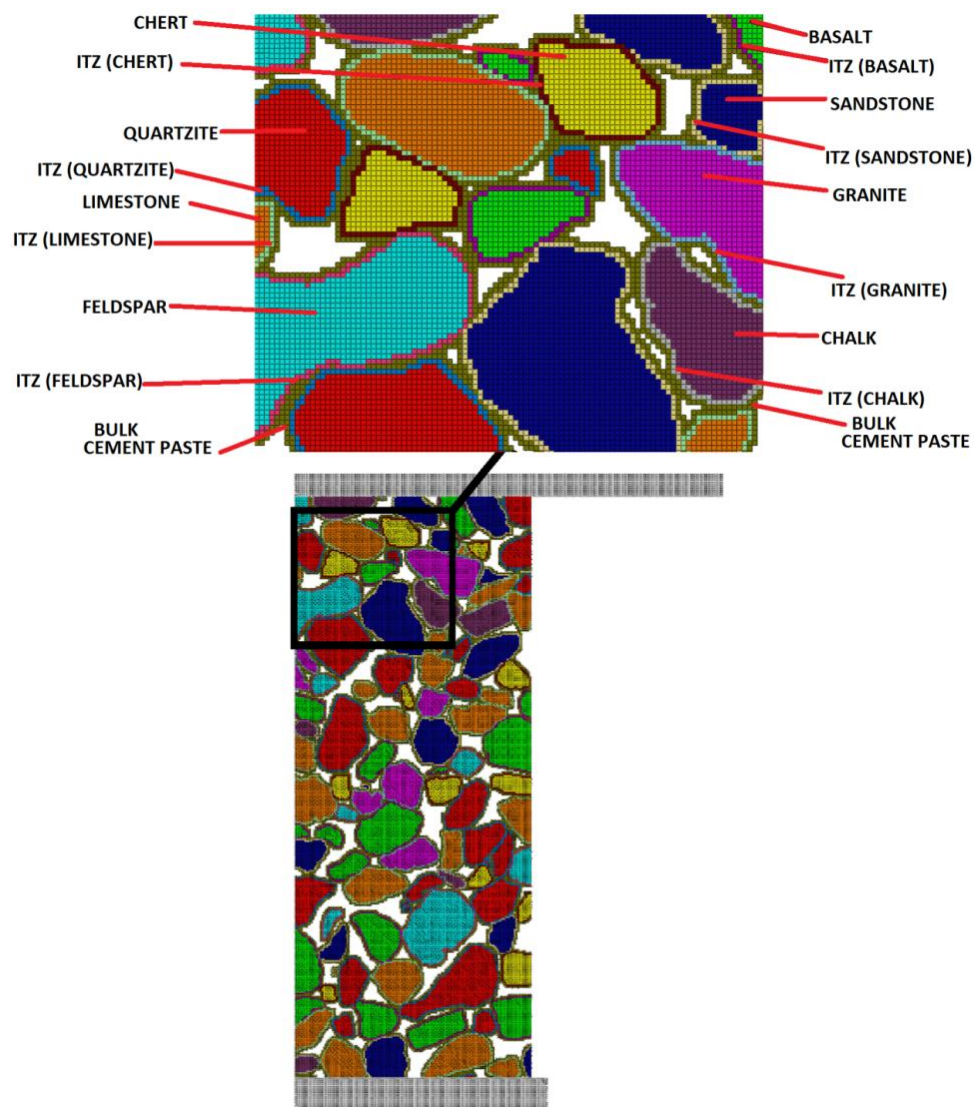 CHERT
ITZ (CHERT)
QUARTZITE
ITZ (QUARTZITE)
LIMESTONE
ITZ (LIMESTONE)
FELDSPAR
ITZ (FELDSPAR)
BULK
CEMENT PASTE
BASALT
ITZ (BASALT)
SANDSTONE
ITZ (SANDSTONE)
GRANITE
ITZ (GRANITE)
CHALK
ITZ (CHALK)
BULK
CEMENT PASTE